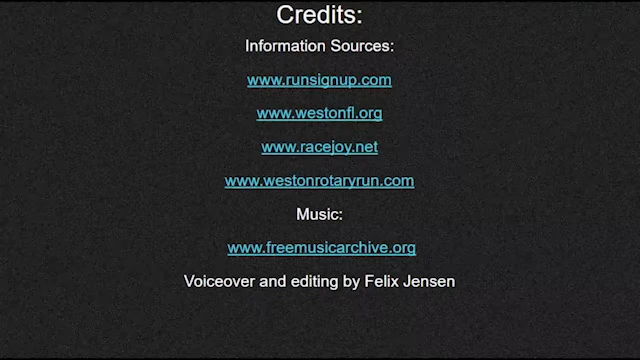 Credits:
Information Sources:
www.runsignup.com
www.westonfl.org
www.racejoy.net
www.westonrotaryrun.com
Music:
www.freemusicarchive.org
Voiceover and editing by Felix Jensen